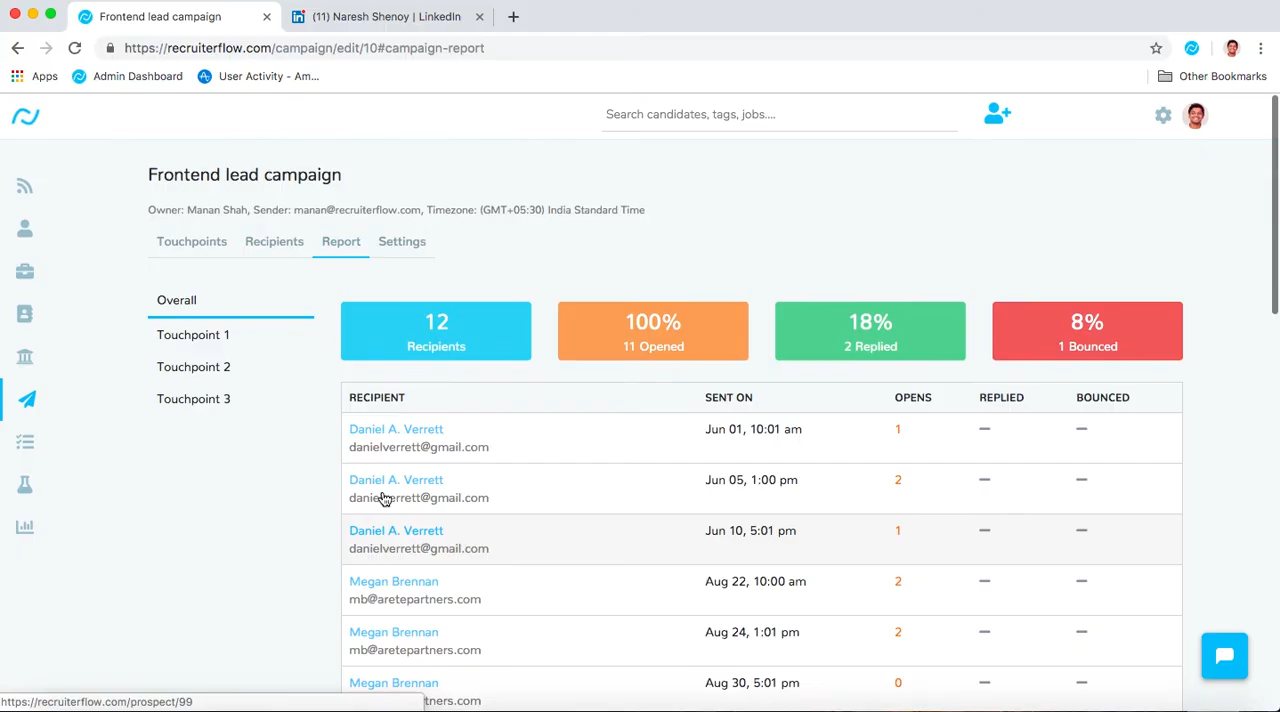 Frontend lead campaign
(11) Naresh Shenoy | LinkedIn
https://recruiterflow.com/campaign/edit/10#campaign-report
Apps
Admin Dashboard
User Activity - Am...
Other Bookmarks
Search candidates, tags, jobs....
Frontend lead campaign
Owner: Manan Shah, Sender: manan@recruiterflow.com, Timezone: (GMT+05:30) India Standard Time
Touchpoints Recipients Report Settings
Overall
Touchpoint 1
Touchpoint 2
Touchpoint 3
12
Recipients
100%
11 Opened
18%
2 Replied
8%
1 Bounced
RECIPIENT SENT ON OPENS REPLIED BOUNCED
Daniel A. Verrett Jun 01, 10:01 am 1 — —
danielverrett@gmail.com
Daniel A. Verrett Jun 05, 1:00 pm 2 — —
danielverrett@gmail.com
Daniel A. Verrett Jun 10, 5:01 pm 1 — —
danielverrett@gmail.com
Megan Brennan Aug 22, 10:00 am 2 — —
mb@aretepartners.com
Megan Brennan Aug 24, 1:01 pm 2 — —
mb@aretepartners.com
Megan Brennan Aug 30, 5:01 pm 0 — —
tners.com
https://recruiterflow.com/prospect/99